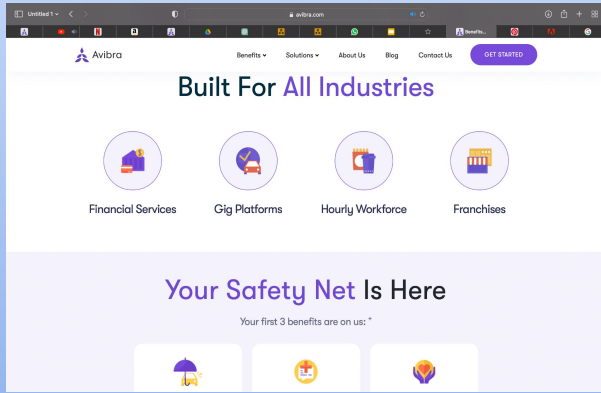 Untitled 1
avibra.com
Benefits...
Avibra
Benefits
Solutions
About Us
Blog
Contact Us
GET STARTED
Built For All Industries
Financial Services
Gig Platforms
Hourly Workforce
Franchises
Your Safety Net Is Here
Your first 3 benefits are on us: *